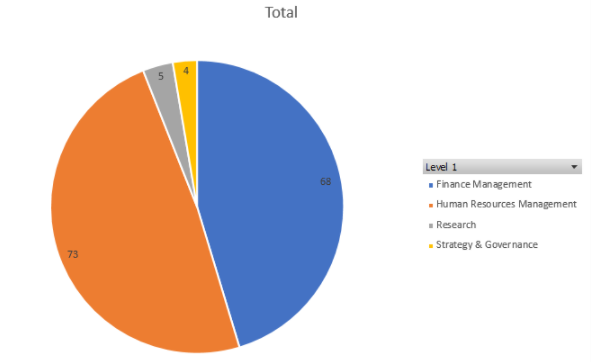 Total
5
4
68
73
Level 1
Finance Management
Human Resources Management
Research
Strategy & Governance